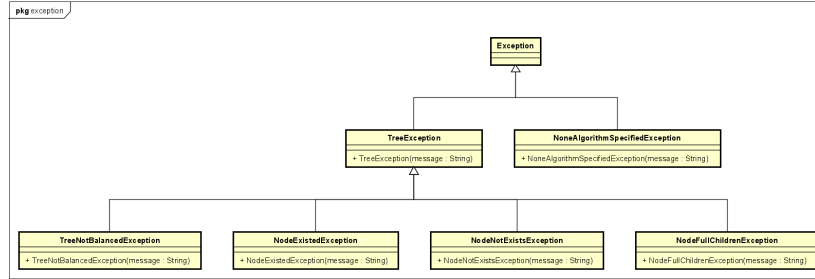 pkg exception
Exception
TreeException
+ TreeException(message : String)
NoneAlgorithmSpecifiedException
+ NoneAlgorithmSpecifiedException(message : String)
TreeNotBalancedException
+ TreeNotBalancedException(message : String)
NodeExistedException
+ NodeExistedException(message : String)
NodeNotExistsException
+ NodeNotExistsException(message : String)
NodeFullChildrenException
+ NodeFullChildrenException(message : String)